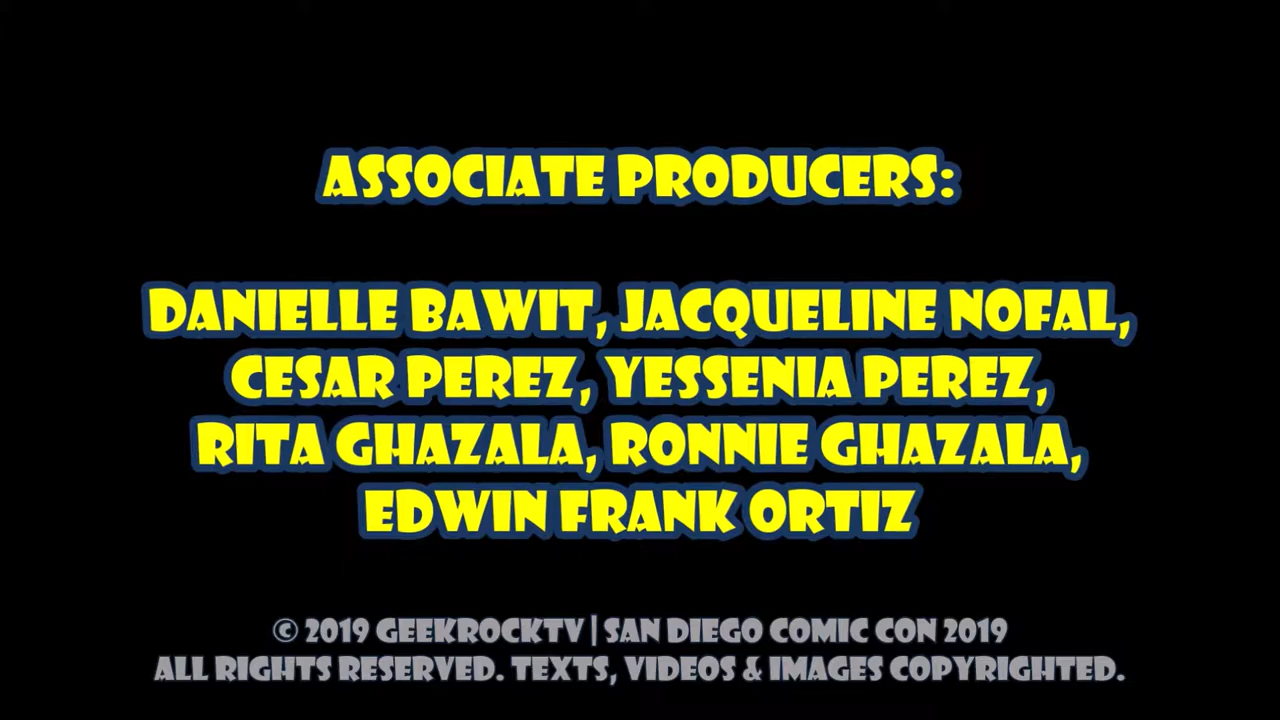 ASSOCIATE PRODUCERS:
DANIELLE BAWIT, JACQUELINE NOFAL,
CESAR PEREZ, YESSENIA PEREZ,
RITA GHAZALA, RONNIE GHAZALA,
EDWIN FRANK ORTIZ
© 2019 GEEKROCKTV | SAN DIEGO COMIC CON 2019
ALL RIGHTS RESERVED. TEXTS, VIDEOS & IMAGES COPYRIGHTED.